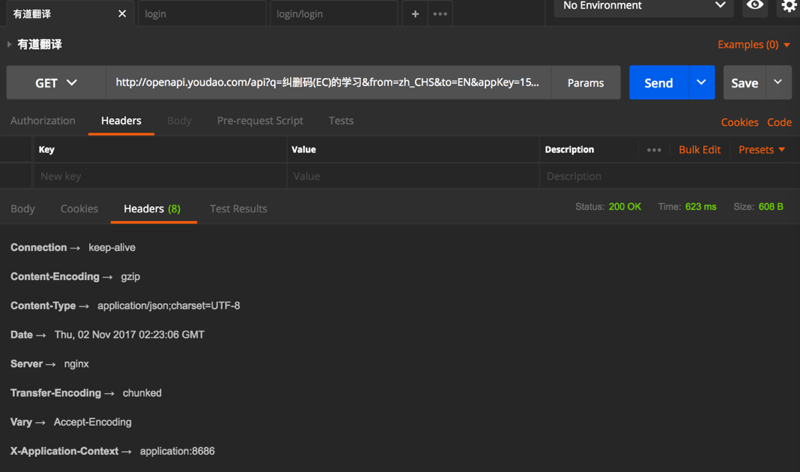 有道翻译 login login/login No Environment
有道翻译 Examples (0)
GET http://openapi.youdao.com/api?q=纠删码(EC)的学习&from=zh_CHS&to=EN&appKey=15... Params Send Save
Authorization Headers Body Pre-request Script Tests Cookies Code
Key Value Description Bulk Edit Presets
New key Value Description
Body Cookies Headers (8) Test Results Status: 200 OK Time: 623 ms Size: 608 B
Connection → keep-alive
Content-Encoding → gzip
Content-Type → application/json;charset=UTF-8
Date → Thu, 02 Nov 2017 02:23:06 GMT
Server → nginx
Transfer-Encoding → chunked
Vary → Accept-Encoding
X-Application-Context → application:8686